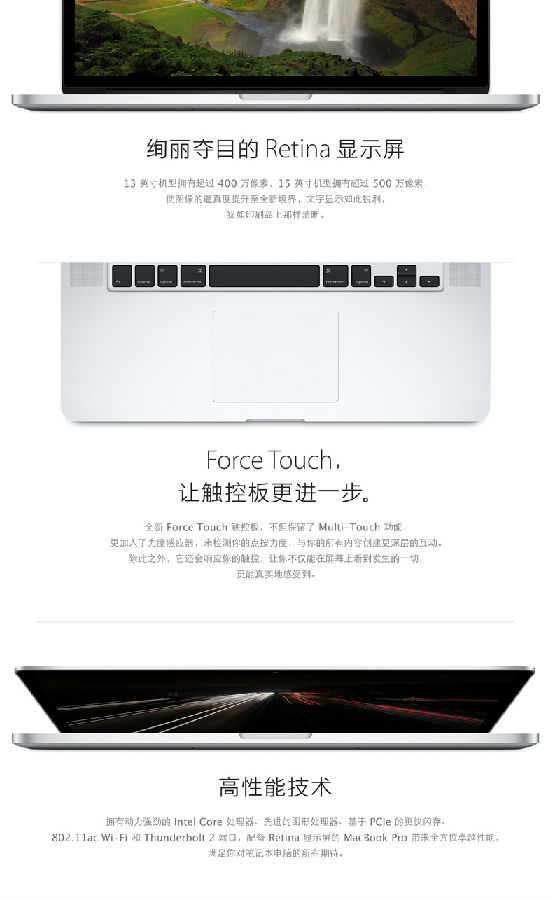 绚丽夺目的 Retina 显示屏
13 英寸机型拥有超过 400 万像素，15 英寸机型拥有超过 500 万像素，
使图像的逼真度提升至全新境界，文字显示如此锐利，
犹如印刷品上那样清晰。
fn control option command command option
Force Touch，
让触控板更进一步。
全新 Force Touch 触控板，不但保留了 Multi-Touch 功能，
更加入了力度感应器，来检测你的点按力度，与你的所有内容创建更深层的互动。
除此之外，它还会响应你的触控，让你不仅能在屏幕上看到发生的一切，
更能真实地感受到。
高性能技术
拥有动力强劲的 Intel Core 处理器、先进的图形处理器、基于 PCIe 的更快闪存、
802.11ac Wi-Fi 和 Thunderbolt 2 端口，配备 Retina 显示屏的 MacBook Pro 带来全方位卓越性能，
满足你对笔记本电脑的所有期待。